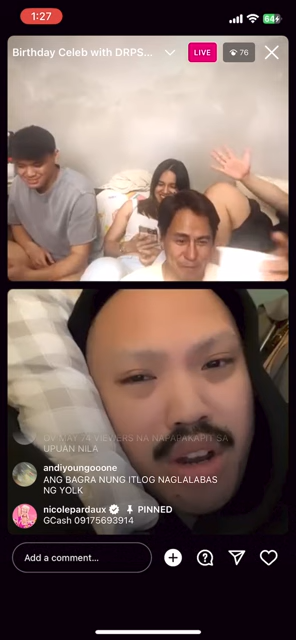 1:27
64
Birthday Celeb with DRPS...
LIVE
76
UPUAN NILA
andiyoungooone
ANG BAGRA NUNG ITLOG NAGLALABAS
NG YOLK
nicolepardaux PINNED
GCash 09175693914
Add a comment...